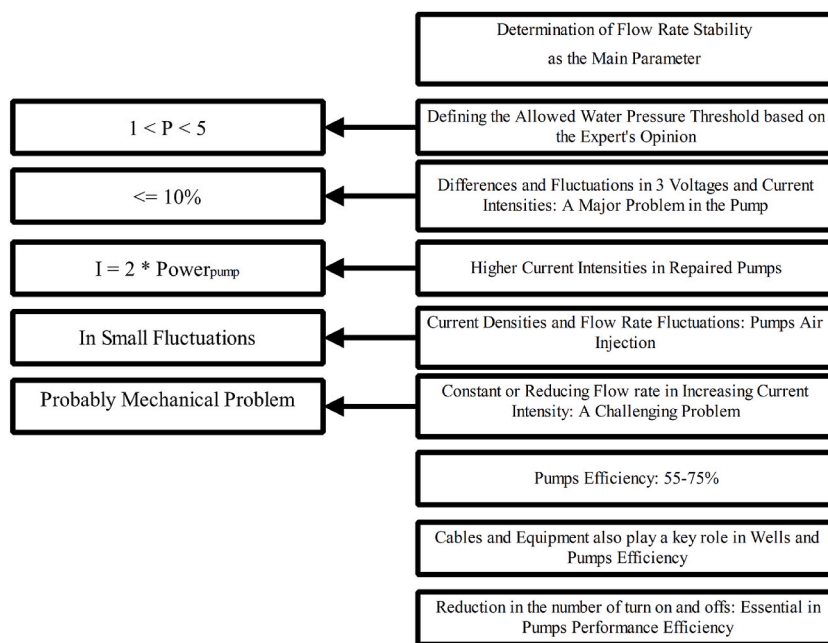 Determination of Flow Rate Stability
as the Main Parameter
1 < P < 5
Defining the Allowed Water Pressure Threshold based on
the Expert's Opinion
<= 10%
Differences and Fluctuations in 3 Voltages and Current
Intensities: A Major Problem in the Pump
I = 2 * Powerpump
Higher Current Intensities in Repaired Pumps
In Small Fluctuations
Current Densities and Flow Rate Fluctuations: Pumps Air
Injection
Probably Mechanical Problem
Constant or Reducing Flow rate in Increasing Current
Intensity: A Challenging Problem
Pumps Efficiency: 55-75%
Cables and Equipment also play a key role in Wells and
Pumps Efficiency
Reduction in the number of turn on and offs: Essential in
Pumps Performance Efficiency